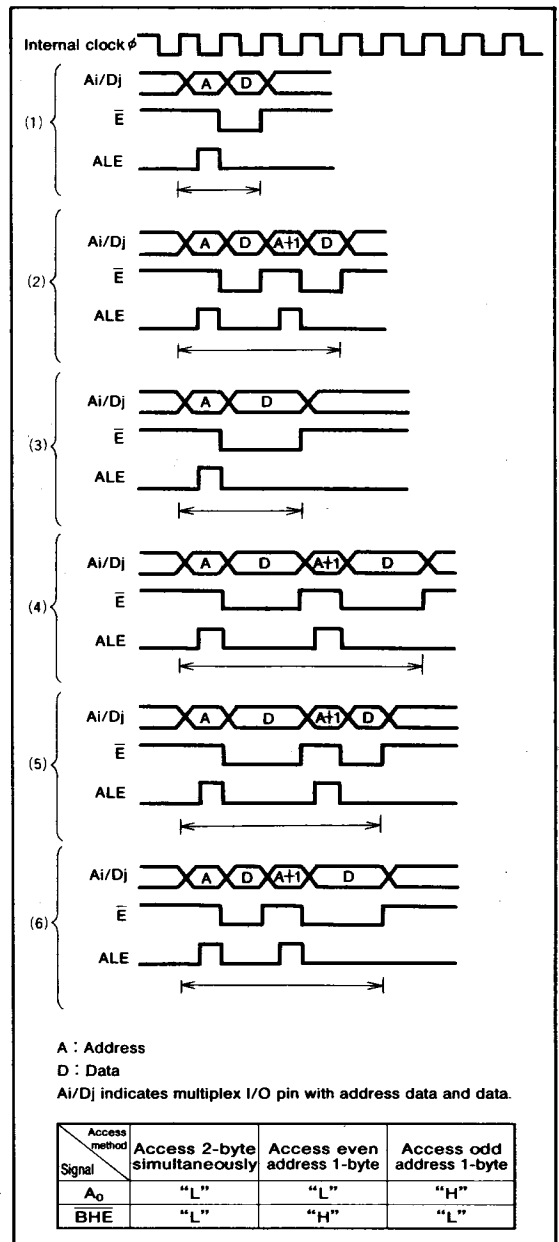 Internal clock ϕ
(1)
Ai/Dj A D
E̅
ALE
(2)
Ai/Dj A D A+1 D
E̅
ALE
(3)
Ai/Dj A D
E̅
ALE
(4)
Ai/Dj A D A+1 D
E̅
ALE
(5)
Ai/Dj A D A+1 D
E̅
ALE
(6)
Ai/Dj A D A+1 D
E̅
ALE
A : Address
D : Data
Ai/Dj indicates multiplex I/O pin with address data and data.
Access method Signal | Access 2-byte simultaneously | Access even address 1-byte | Access odd address 1-byte
A₀ "L" "L" "H"
B̅H̅E̅ "L" "H" "L"